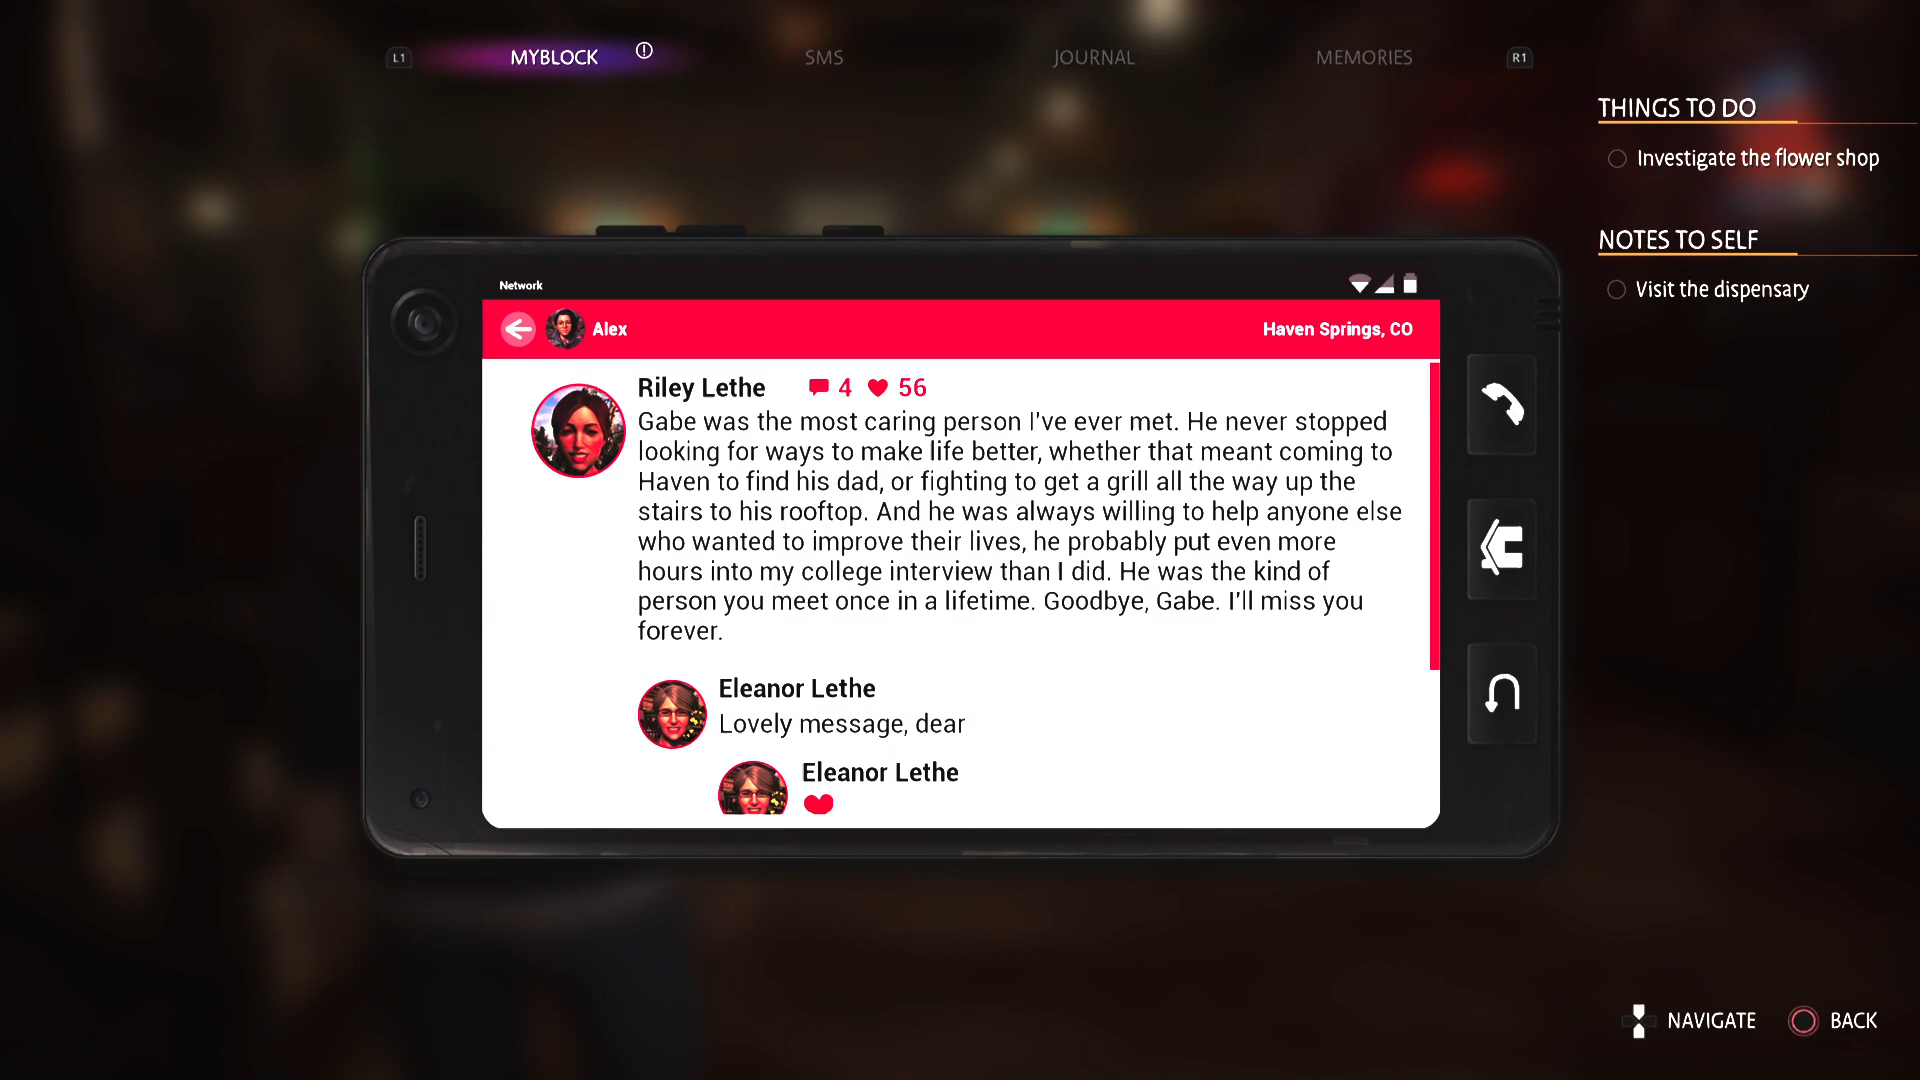 L1
MYBLOCK
SMS
JOURNAL
MEMORIES
R1
THINGS TO DO
Investigate the flower shop
NOTES TO SELF
Visit the dispensary
Network
Alex
Haven Springs, CO
Riley Lethe 4 56
Gabe was the most caring person I've ever met. He never stopped
looking for ways to make life better, whether that meant coming to
Haven to find his dad, or fighting to get a grill all the way up the
stairs to his rooftop. And he was always willing to help anyone else
who wanted to improve their lives, he probably put even more
hours into my college interview than I did. He was the kind of
person you meet once in a lifetime. Goodbye, Gabe. I'll miss you
forever.
Eleanor Lethe
Lovely message, dear
Eleanor Lethe
NAVIGATE
BACK